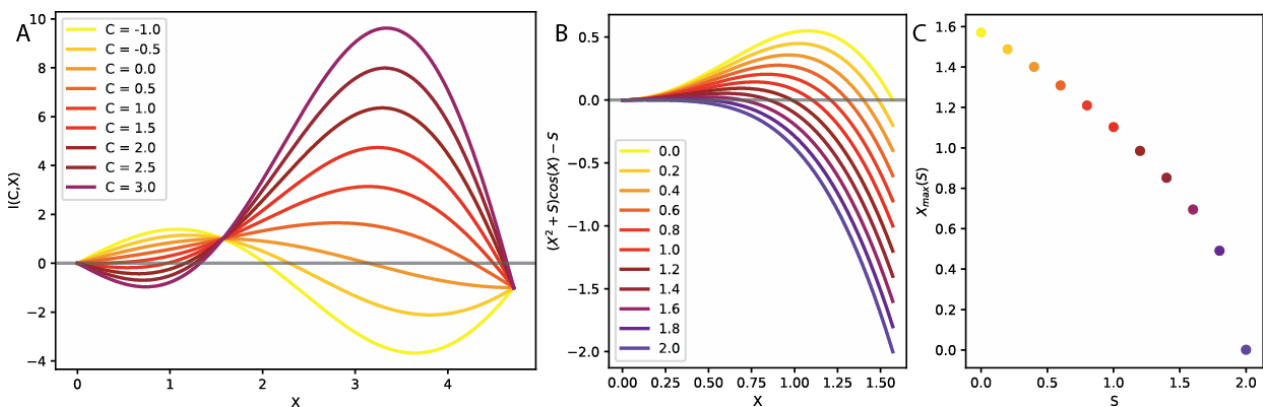 A
10
8
6
4
2
0
−2
−4
I(C,X)
C = -1.0
C = -0.5
C = 0.0
C = 0.5
C = 1.0
C = 1.5
C = 2.0
C = 2.5
C = 3.0
0
1
2
3
4
X
B
0.5
0.0
−0.5
−1.0
−1.5
−2.0
(X²+S)cos(X)−S
0.0
0.2
0.4
0.6
0.8
1.0
1.2
1.4
1.6
1.8
2.0
0.00
0.25
0.50
0.75
1.00
1.25
1.50
X
C
1.6
1.4
1.2
1.0
0.8
0.6
0.4
0.2
0.0
Xmax(S)
0.0
0.5
1.0
1.5
2.0
S